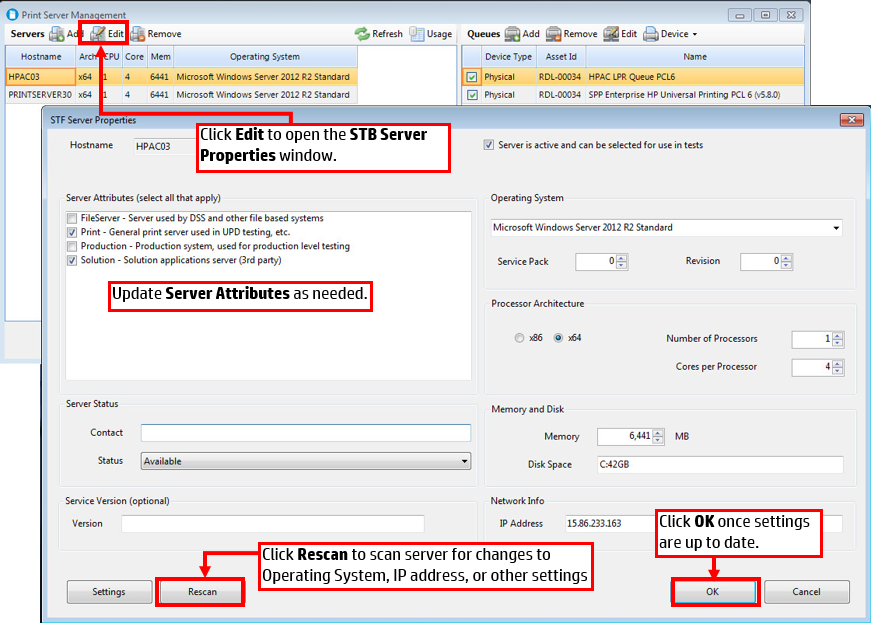 Print Server Management
Servers Add Edit Remove Refresh Usage Queues Add Remove Edit Device
Hostname Arch CPU Core Mem Operating System Device Type Asset Id Name
HPAC03 x64 1 4 6441 Microsoft Windows Server 2012 R2 Standard Physical RDL-00034 HPAC LPR Queue PCL6
PRINTSERVER30 x64 1 4 6441 Microsoft Windows Server 2012 R2 Standard Physical RDL-00034 SPP Enterprise HP Universal Printing PCL 6 (v5.8.0)
STF Server Properties
Click Edit to open the STB Server
Properties window.
Hostname HPAC03
Server is active and can be selected for use in tests
Server Attributes (select all that apply)
FileServer - Server used by DSS and other file based systems
Print - General print server used in UPD testing, etc.
Production - Production system, used for production level testing
Solution - Solution applications server (3rd party)
Update Server Attributes as needed.
Operating System
Microsoft Windows Server 2012 R2 Standard
Service Pack 0 Revision 0
Processor Architecture
x86 x64 Number of Processors 1
Cores per Processor 4
Server Status
Contact
Status Available
Memory and Disk
Memory 6,441 MB
Disk Space C:42GB
Service Version (optional)
Version
Network Info
IP Address 15.86.233.163
Click OK once settings
are up to date.
Click Rescan to scan server for changes to
Operating System, IP address, or other settings
Settings Rescan OK Cancel